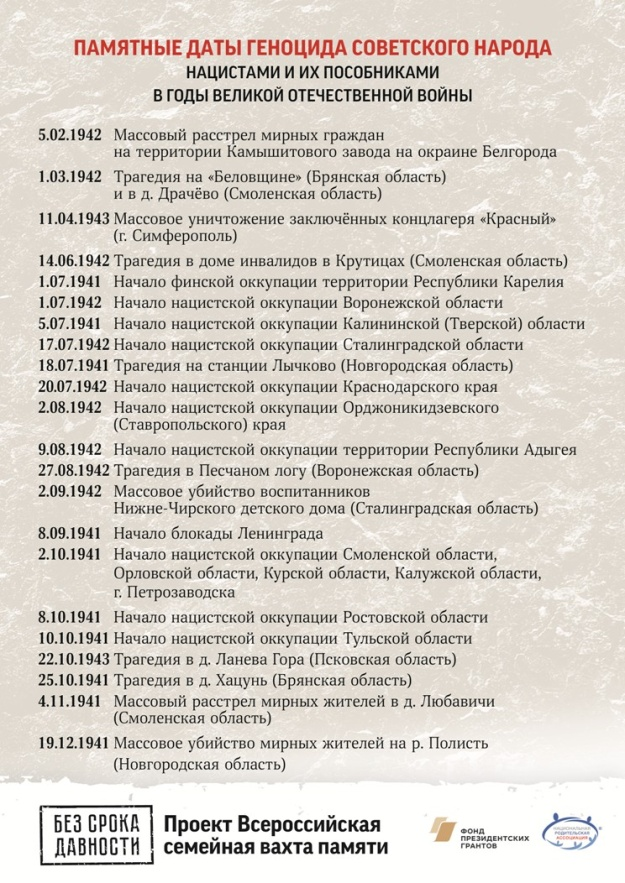 ПАМЯТНЫЕ ДАТЫ ГЕНОЦИДА СОВЕТСКОГО НАРОДА
НАЦИСТАМИ И ИХ ПОСОБНИКАМИ
В ГОДЫ ВЕЛИКОЙ ОТЕЧЕСТВЕННОЙ ВОЙНЫ
5.02.1942 Массовый расстрел мирных граждан
на территории Камышитового завода на окраине Белгорода
1.03.1942 Трагедия на «Беловщине» (Брянская область)
и в д. Драчёво (Смоленская область)
11.04.1943 Массовое уничтожение заключённых концлагеря «Красный»
(г. Симферополь)
14.06.1942 Трагедия в доме инвалидов в Крутицах (Смоленская область)
1.07.1941 Начало финской оккупации территории Республики Карелия
1.07.1942 Начало нацистской оккупации Воронежской области
5.07.1941 Начало нацистской оккупации Калининской (Тверской) области
17.07.1942 Начало нацистской оккупации Сталинградской области
18.07.1941 Трагедия на станции Лычково (Новгородская область)
20.07.1942 Начало нацистской оккупации Краснодарского края
2.08.1942 Начало нацистской оккупации Орджоникидзевского
(Ставропольского) края
9.08.1942 Начало нацистской оккупации территории Республики Адыгея
27.08.1942 Трагедия в Песчаном логу (Воронежская область)
2.09.1942 Массовое убийство воспитанников
Нижне-Чирского детского дома (Сталинградская область)
8.09.1941 Начало блокады Ленинграда
2.10.1941 Начало нацистской оккупации Смоленской области,
Орловской области, Курской области, Калужской области,
г. Петрозаводска
8.10.1941 Начало нацистской оккупации Ростовской области
10.10.1941 Начало нацистской оккупации Тульской области
22.10.1943 Трагедия в д. Ланева Гора (Псковская область)
25.10.1941 Трагедия в д. Хацунь (Брянская область)
4.11.1941 Массовый расстрел мирных жителей в д. Любавичи
(Смоленская область)
19.12.1941 Массовое убийство мирных жителей на р. Полисть
(Новгородская область)
БЕЗ СРОКА
ДАВНОСТИ
Проект Всероссийская
семейная вахта памяти
ФОНД
ПРЕЗИДЕНТСКИХ
ГРАНТОВ
НАЦИОНАЛЬНАЯ
РОДИТЕЛЬСКАЯ
АССОЦИАЦИЯ